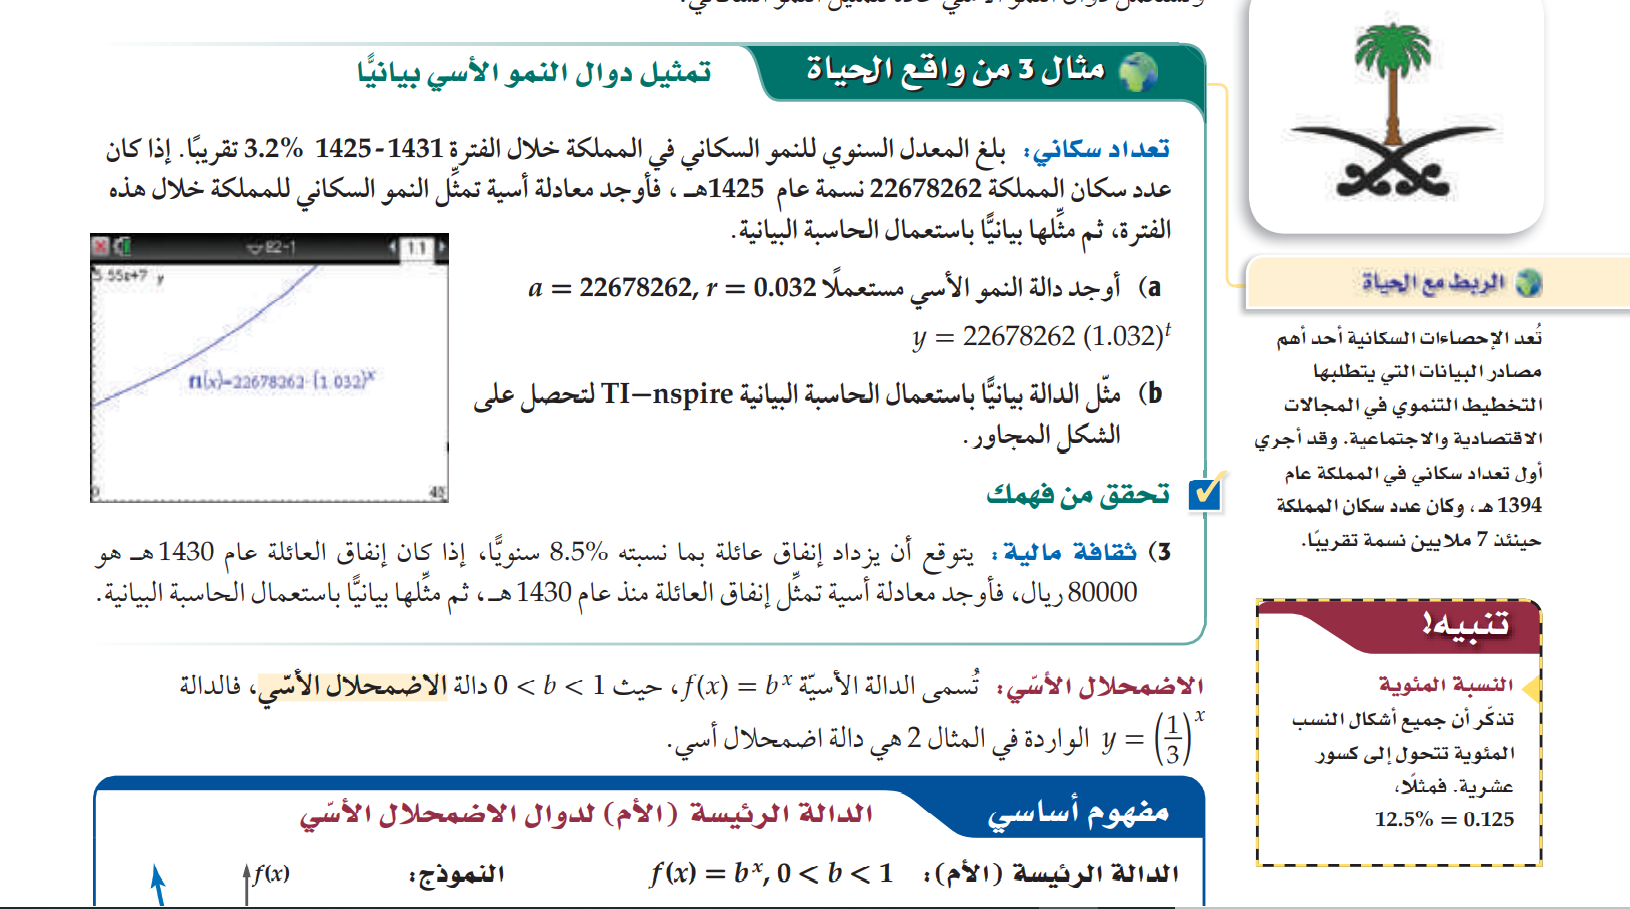 مثال 3 من واقع الحياة
تمثيل دوال النمو الأسي بيانيًّا
تعداد سكاني: بلغ المعدل السنوي للنمو السكاني في المملكة خلال الفترة 1431 - 1425 3.2% تقريبًا. إذا كان
عدد سكان المملكة 22678262 نسمة عام 1425هـ ، فأوجد معادلة أسية تمثِّل النمو السكاني للمملكة خلال هذه
الفترة، ثم مثِّلها بيانيًّا باستعمال الحاسبة البيانية.
a) أوجد دالة النمو الأسي مستعملًا a = 22678262, r = 0.032
y = 22678262 (1.032)^t
b) مثّل الدالة بيانيًّا باستعمال الحاسبة البيانية TI–nspire لتحصل على
الشكل المجاور.
1.1
B2-1
5.55E+7 y
f1(x)=22678262·(1.032)^x
0
45
تحقق من فهمك
3) ثقافة مالية: يتوقع أن يزداد إنفاق عائلة بما نسبته 8.5% سنويًّا، إذا كان إنفاق العائلة عام 1430هـ هو
80000 ريال، فأوجد معادلة أسية تمثِّل إنفاق العائلة منذ عام 1430هـ، ثم مثِّلها بيانيًّا باستعمال الحاسبة البيانية.
الاضمحلال الأسّي: تُسمى الدالة الأسيّة f(x) = b^x، حيث 0 < b < 1 دالة الاضمحلال الأسّي، فالدالة
y = (1/3)^x الواردة في المثال 2 هي دالة اضمحلال أسي.
مفهوم أساسي
الدالة الرئيسة (الأم) لدوال الاضمحلال الأسّي
الدالة الرئيسة (الأم): f(x) = b^x, 0 < b < 1
النموذج:
f(x)
الربط مع الحياة
تُعد الإحصاءات السكانية أحد أهم
مصادر البيانات التي يتطلبها
التخطيط التنموي في المجالات
الاقتصادية والاجتماعية. وقد أجري
أول تعداد سكاني في المملكة عام
1394 هـ ، وكان عدد سكان المملكة
حينئذ 7 ملايين نسمة تقريبًا.
تنبيه!
النسبة المئوية
تذكّر أن جميع أشكال النسب
المئوية تتحول إلى كسور
عشرية. فمثلًا،
12.5% = 0.125